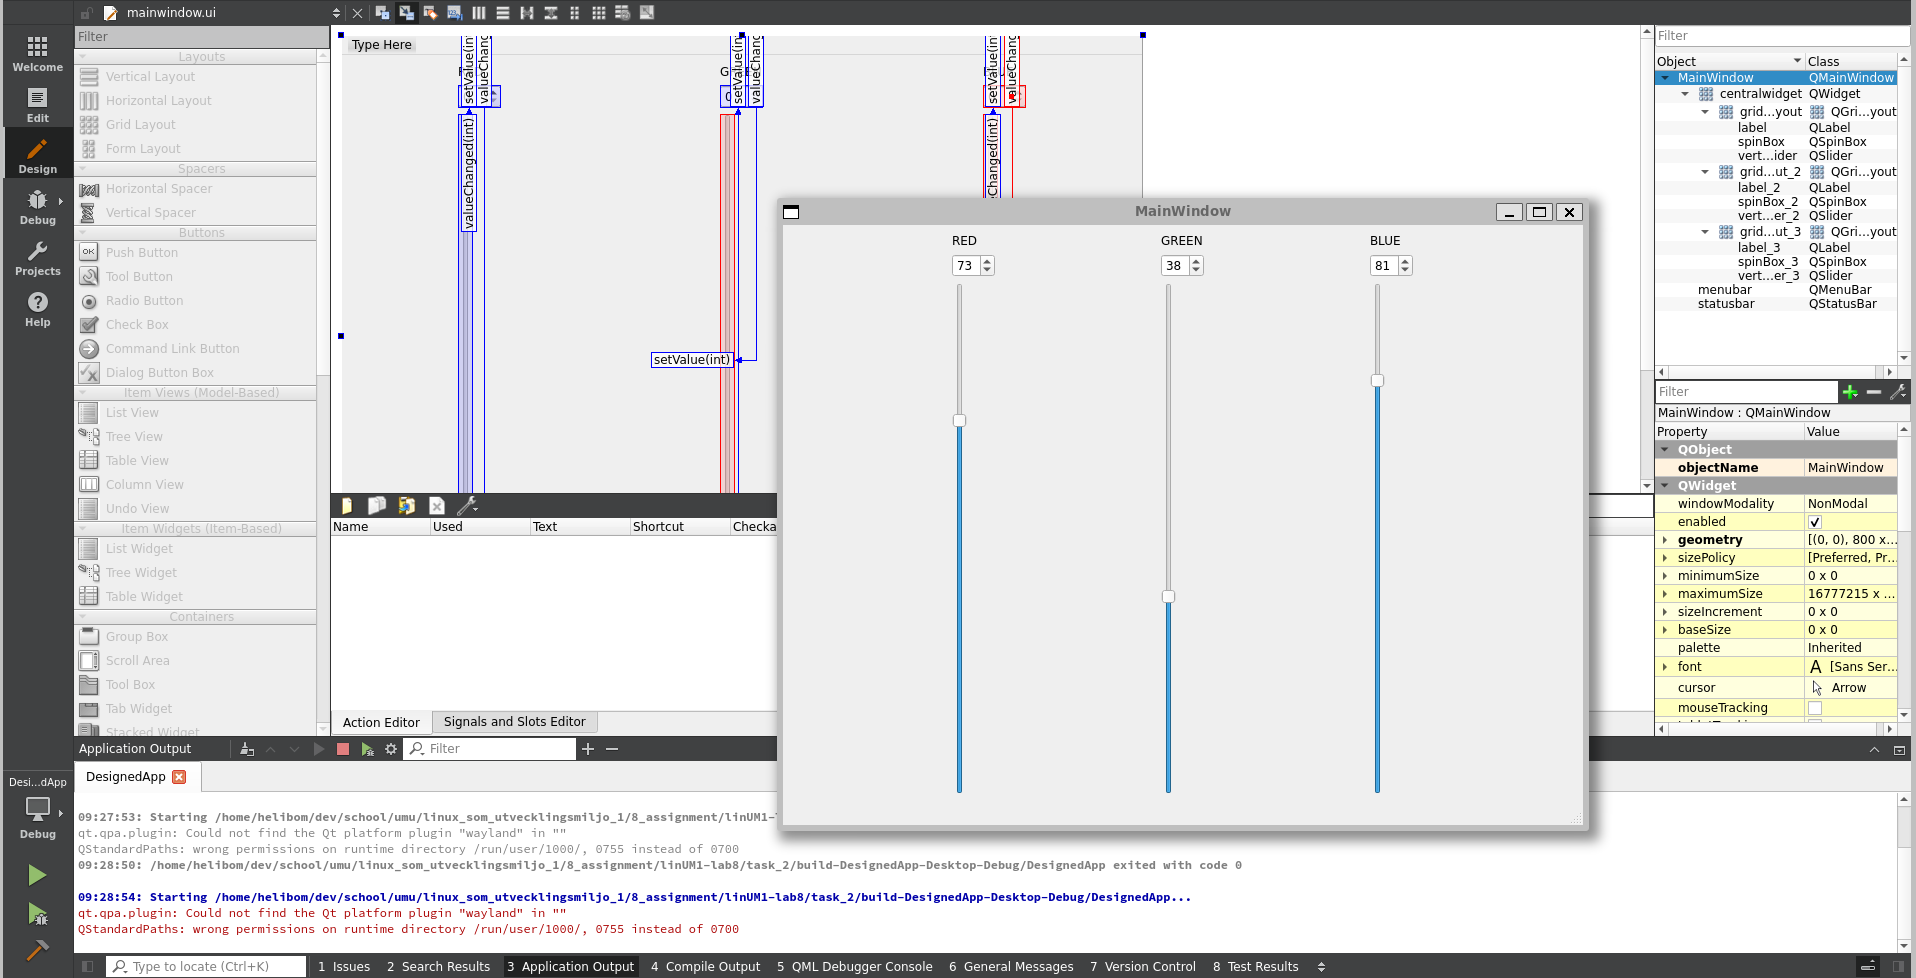 mainwindow.ui
Welcome
Edit
Design
Debug
Projects
Help
Desi...dApp
Debug
Filter
Layouts
Vertical Layout
Horizontal Layout
Grid Layout
Form Layout
Spacers
Horizontal Spacer
Vertical Spacer
Buttons
OK
Push Button
Tool Button
Radio Button
Check Box
Command Link Button
Dialog Button Box
Item Views (Model-Based)
List View
Tree View
Table View
Column View
Undo View
Item Widgets (Item-Based)
List Widget
Tree Widget
Table Widget
Containers
Group Box
Scroll Area
Tool Box
Tab Widget
Stacked Widget
Type Here
setValue(in
valueChang
setValue(in
valueChang
setValue(in
valueChang
valueChanged(int)
eChanged(int)
setValue(int)
Name Used Text Shortcut Checka
Action Editor Signals and Slots Editor
MainWindow
RED GREEN BLUE
73 38 81
Filter
Object Class
MainWindow QMainWindow
centralwidget QWidget
grid...yout QGri...yout
label QLabel
spinBox QSpinBox
vert...ider QSlider
grid...ut_2 QGri...yout
label_2 QLabel
spinBox_2 QSpinBox
vert...er_2 QSlider
grid...ut_3 QGri...yout
label_3 QLabel
spinBox_3 QSpinBox
vert...er_3 QSlider
menubar QMenuBar
statusbar QStatusBar
Filter
MainWindow : QMainWindow
Property Value
QObject
objectName MainWindow
QWidget
windowModality NonModal
enabled
geometry [(0, 0), 800 x...
sizePolicy [Preferred, Pr...
minimumSize 0 x 0
maximumSize 16777215 x ...
sizeIncrement 0 x 0
baseSize 0 x 0
palette Inherited
font A [Sans Ser...
cursor Arrow
mouseTracking
Application Output Filter
DesignedApp
09:27:53: Starting /home/helibom/dev/school/umu/linux_som_utvecklingsmiljo_1/8_assignment/linUM1-l
qt.qpa.plugin: Could not find the Qt platform plugin "wayland" in ""
QStandardPaths: wrong permissions on runtime directory /run/user/1000/, 0755 instead of 0700
09:28:50: /home/helibom/dev/school/umu/linux_som_utvecklingsmiljo_1/8_assignment/linUM1-lab8/task_2/build-DesignedApp-Desktop-Debug/DesignedApp exited with code 0
09:28:54: Starting /home/helibom/dev/school/umu/linux_som_utvecklingsmiljo_1/8_assignment/linUM1-lab8/task_2/build-DesignedApp-Desktop-Debug/DesignedApp...
qt.qpa.plugin: Could not find the Qt platform plugin "wayland" in ""
QStandardPaths: wrong permissions on runtime directory /run/user/1000/, 0755 instead of 0700
Type to locate (Ctrl+K) 1 Issues 2 Search Results 3 Application Output 4 Compile Output 5 QML Debugger Console 6 General Messages 7 Version Control 8 Test Results